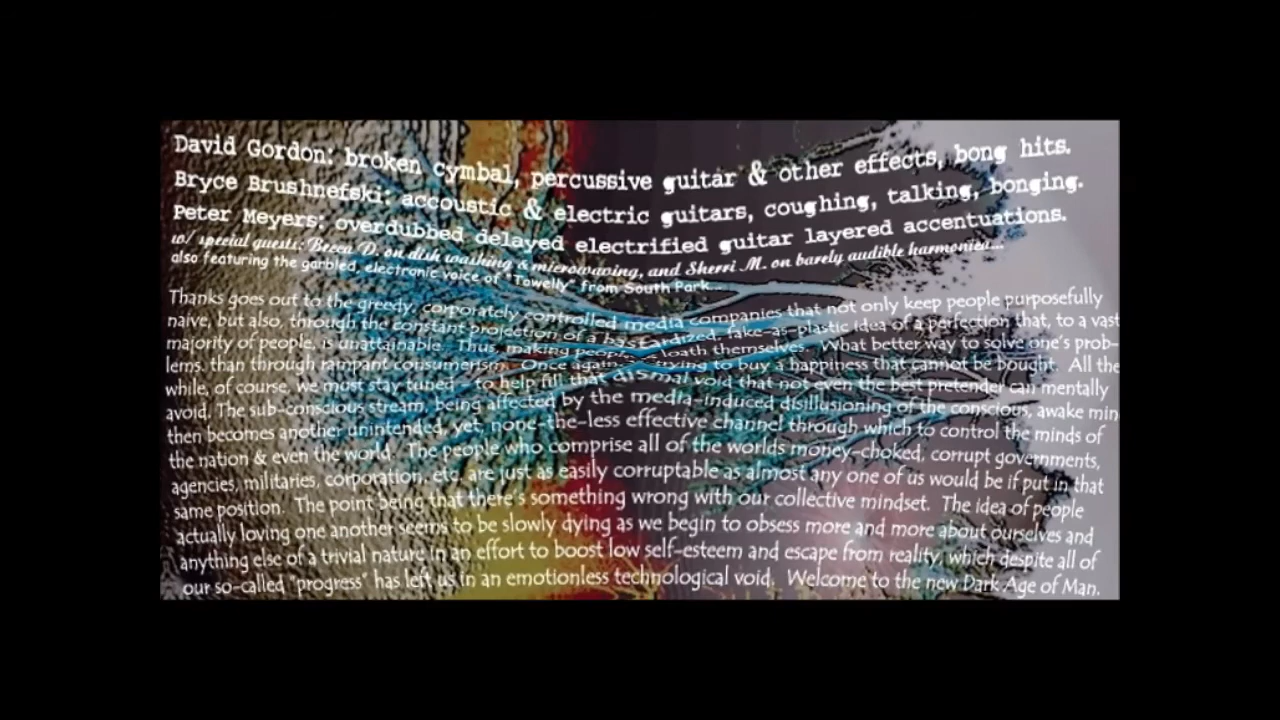 David Gordon: broken cymbal, percussive guitar & other effects, bong hits.
Bryce Brushnefski: accoustic & electric guitars, coughing, talking, bonging.
Peter Meyers: overdubbed delayed electrified guitar layered accentuations.
w/ special guests: Becca D. on dish washing & microwaving, and Sherri M. on barely audible harmonica...
also featuring the garbled, electronic voice of "Towelly" from South Park...
Thanks goes out to the greedy, corporately controlled media companies that not only keep people purposefully
naive, but also, through the constant projection of a bastardized, fake-as-plastic idea of a perfection that, to a vast
majority of people, is unattainable. Thus, making people loath themselves. What better way to solve one's prob-
lems, than through rampant consumerism. Once again trying to buy a happiness that cannot be bought. All the
while, of course, we must stay tuned to help fill that dismal void that not even the best pretender can mentally
avoid. The sub-conscious stream, being affected by the media-induced disillusioning of the conscious, awake min
then becomes another unintended, yet, none-the-less effective channel through which to control the minds of
the nation & even the world. The people who comprise all of the worlds money-choked, corrupt governments,
agencies, militaries, corporation, etc. are just as easily corruptable as almost any one of us would be if put in that
same position. The point being that there's something wrong with our collective mindset. The idea of people
actually loving one another seems to be slowly dying as we begin to obsess more and more about ourselves and
anything else of a trivial nature in an effort to boost low self-esteem and escape from reality, which despite all of
our so-called "progress" has left us in an emotionless technological void. Welcome to the new Dark Age of Man.